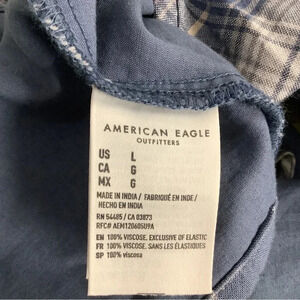 AMERICAN EAGLE
OUTFITTERS
US L
CA G
MX G
MADE IN INDIA / FABRIQUÉ EN INDE /
HECHO EN INDIA
RN 54485 / CA 03873
RFC# AEM120605U9A
EN 100% VISCOSE, EXCLUSIVE OF ELASTIC
FR 100% VISCOSE, SANS LES ÉLASTIQUES
SP 100% viscosa